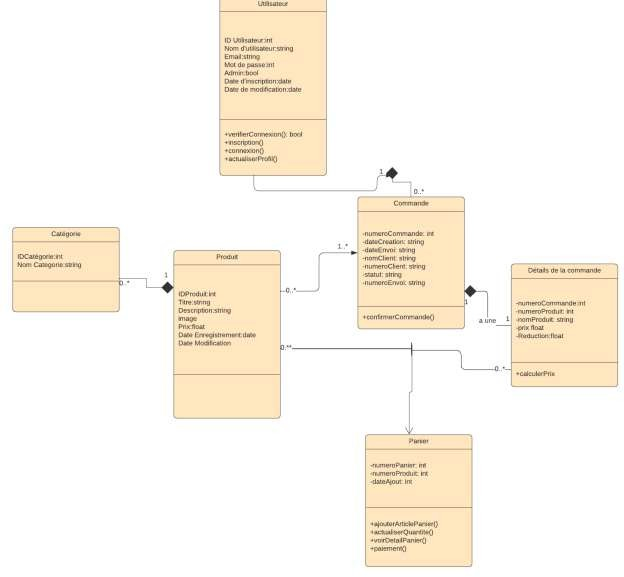 Utilisateur
ID Utilisateur:int
Nom d'utilisateur:string
Email:string
Mot de passe:int
Admin:bool
Date d'inscription:date
Date de modification:date
+verifierConnexion(): bool
+inscription()
+connexion()
+actualiserProfil()
1
0..*
Commande
-numeroCommande: int
-dateCreation: string
-dateEnvoi: string
-nomClient: string
-numeroClient: string
-statut: string
-numeroEnvoi: string
+confirmerCommande()
Catégorie
IDCatégorie:int
Nom Categorie:string
0..*
1
Produit
IDProduit:int
Titre:string
Description:string
image
Prix:float
Date Enregistrement:date
Date Modification
1..*
0..*
0.**
1
a une
1
0..*
Détails de la commande
-numeroCommande:int
-numeroProduit: int
-nomProduit: string
-prix float
-Reduction:float
+calculerPrix
Panier
-numeroPanier: int
-numeroProduit: int
-dateAjout: int
+ajouterArticlePanier()
+actualiserQuantite()
+voirDetailPanier()
+paiement()